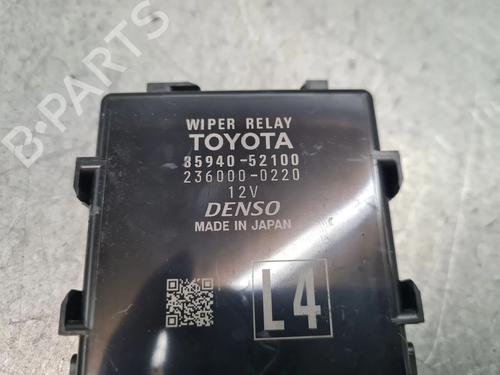 B-PARTS
WIPER RELAY
TOYOTA
85940-52100
236000-0220
12V
DENSO
MADE IN JAPAN
L4